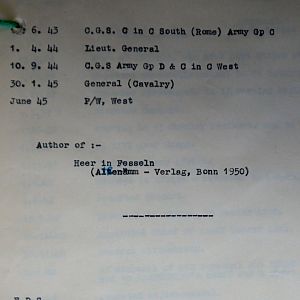 6. 43 C.G.S. C in C South (Rome) Army Gp C
1. 4. 44 Lieut. General
10. 9. 44 C.G.S Army Gp D & C in C West
30. 1. 45 General (Cavalry)
June 45 P/W, West
Author of :-
Heer in Fesseln
( - Verlag, Bonn 1950)